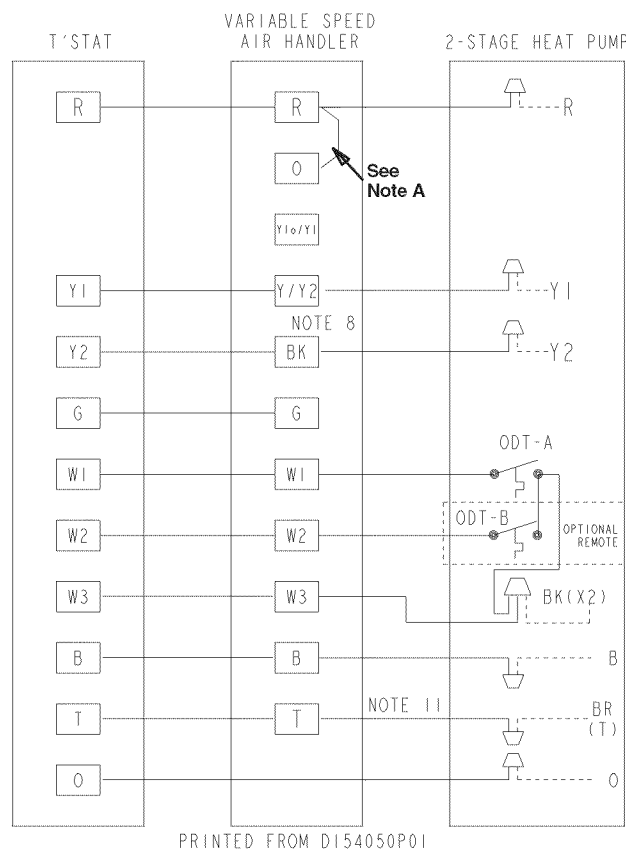 VARIABLE SPEED
T'STAT AIR HANDLER 2-STAGE HEAT PUMP
R R R
O See
Note A
Y1o/Y1
Y1 Y/Y2 Y1
NOTE 8
Y2 BK Y2
G G
ODT-A
W1 W1
ODT-B
W2 W2 OPTIONAL
REMOTE
W3 W3 BK(X2)
B B B
T T NOTE 11 BR
(T)
O O
PRINTED FROM D154050P01